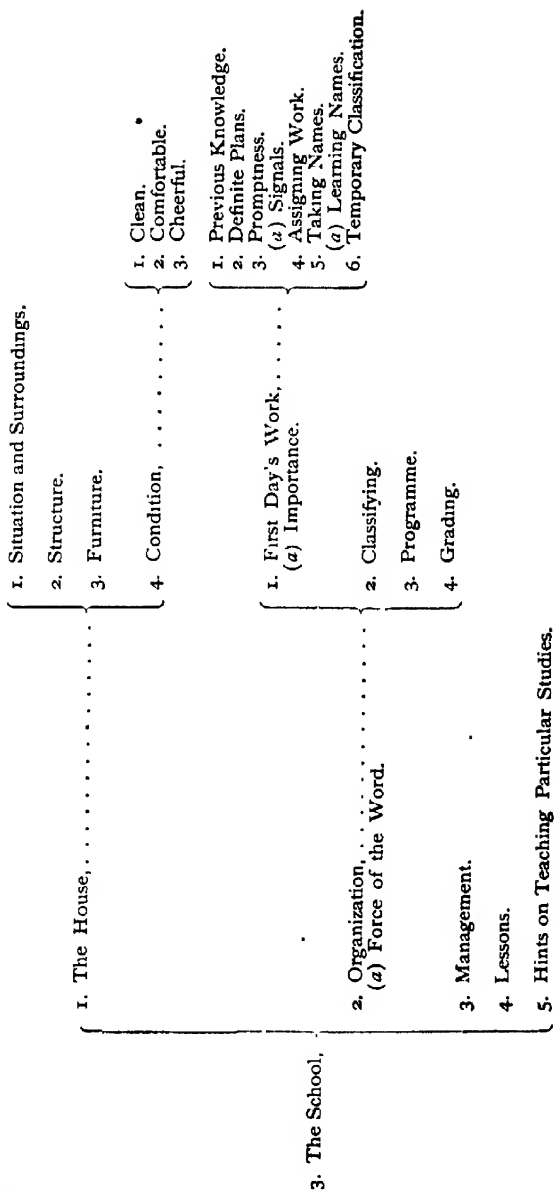 3. The School,
1. The House, . . . . . . . . . . . . . . . . . .
1. Situation and Surroundings.
2. Structure.
3. Furniture.
4. Condition, . . . . . . . . .
1. Clean.
2. Comfortable.
3. Cheerful.
2. Organization, . . . . . . . . . . . . . . . . .
(a) Force of the Word.
1. First Day's Work, . . . . .
(a) Importance.
1. Previous Knowledge.
2. Definite Plans.
3. Promptness.
(a) Signals.
4. Assigning Work.
5. Taking Names.
(a) Learning Names.
6. Temporary Classification.
2. Classifying.
3. Programme.
4. Grading.
3. Management.
4. Lessons.
5. Hints on Teaching Particular Studies.